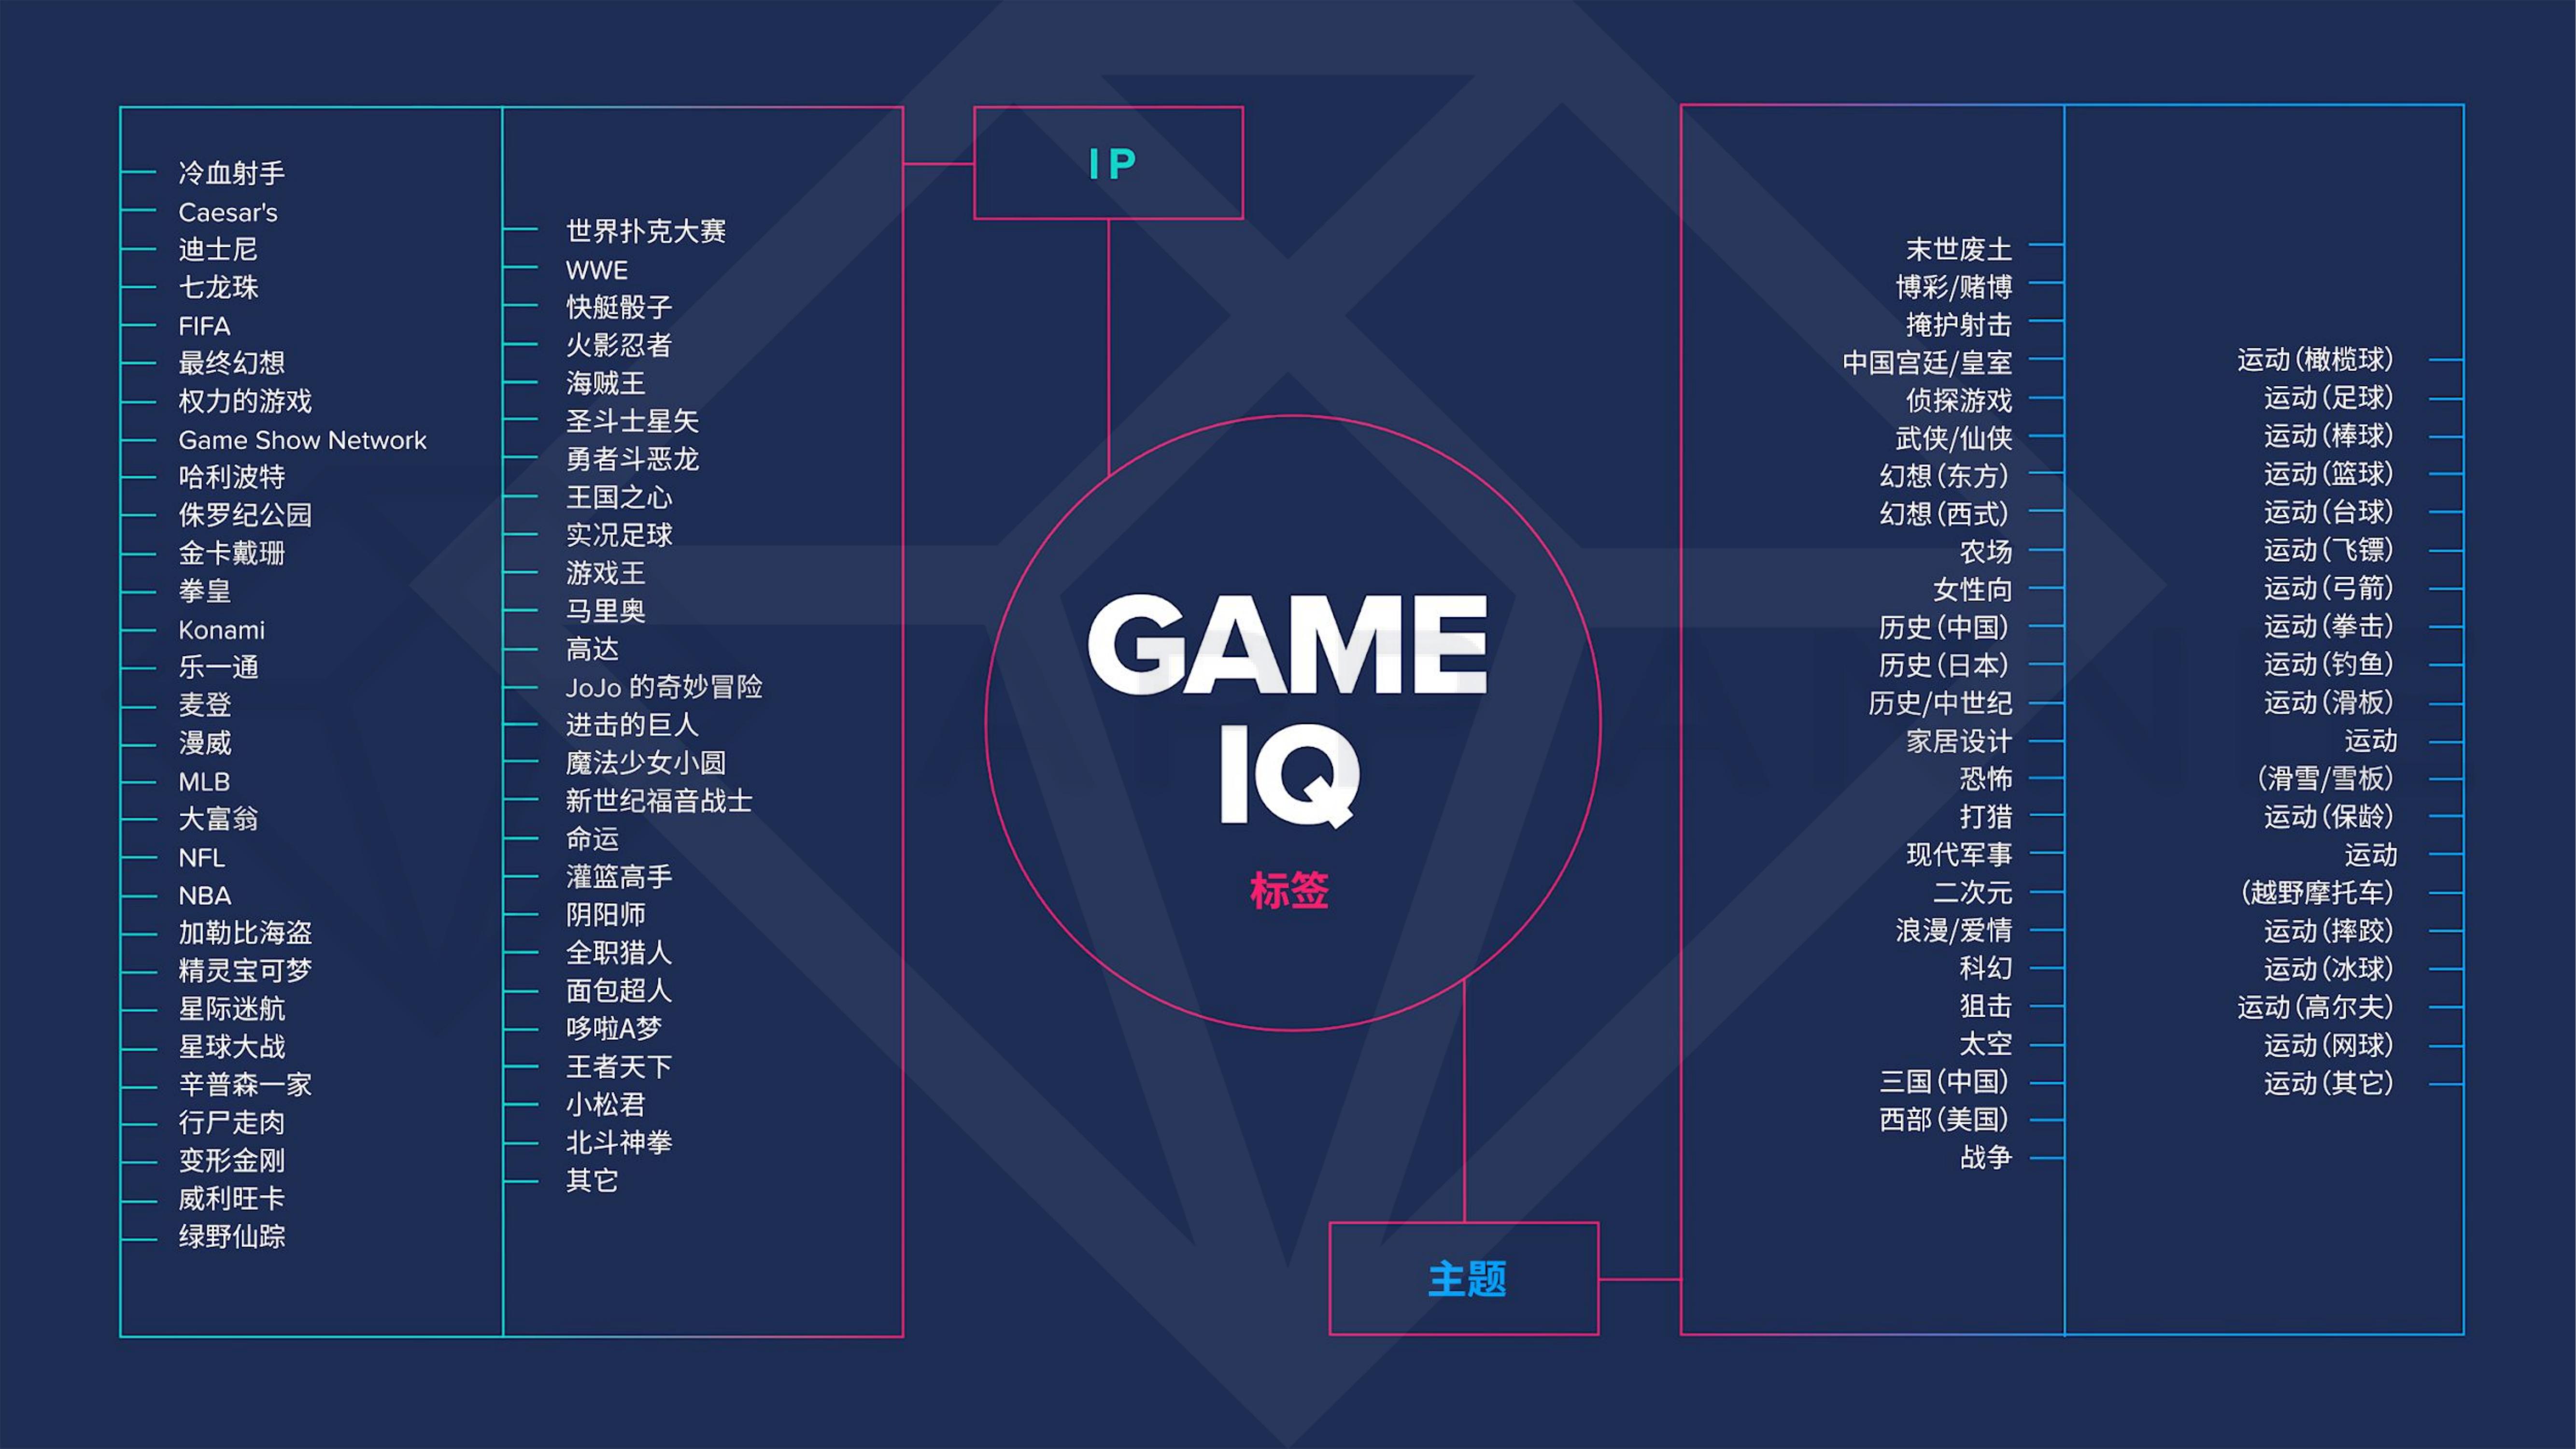 冷血射手
Caesar's
迪士尼
七龙珠
FIFA
最终幻想
权力的游戏
Game Show Network
哈利波特
侏罗纪公园
金卡戴珊
拳皇
Konami
乐一通
麦登
漫威
MLB
大富翁
NFL
NBA
加勒比海盗
精灵宝可梦
星际迷航
星球大战
辛普森一家
行尸走肉
变形金刚
威利旺卡
绿野仙踪
世界扑克大赛
WWE
快艇骰子
火影忍者
海贼王
圣斗士星矢
勇者斗恶龙
王国之心
实况足球
游戏王
马里奥
高达
JoJo 的奇妙冒险
进击的巨人
魔法少女小圆
新世纪福音战士
命运
灌篮高手
阴阳师
全职猎人
面包超人
哆啦A梦
王者天下
小松君
北斗神拳
其它
IP
GAME
IQ
标签
主题
末世废土
博彩/赌博
掩护射击
中国宫廷/皇室
侦探游戏
武侠/仙侠
幻想(东方)
幻想(西式)
农场
女性向
历史(中国)
历史(日本)
历史/中世纪
家居设计
恐怖
打猎
现代军事
二次元
浪漫/爱情
科幻
狙击
太空
三国(中国)
西部(美国)
战争
运动(橄榄球)
运动(足球)
运动(棒球)
运动(篮球)
运动(台球)
运动(飞镖)
运动(弓箭)
运动(拳击)
运动(钓鱼)
运动(滑板)
运动
(滑雪/雪板)
运动(保龄)
运动
(越野摩托车)
运动(摔跤)
运动(冰球)
运动(高尔夫)
运动(网球)
运动(其它)